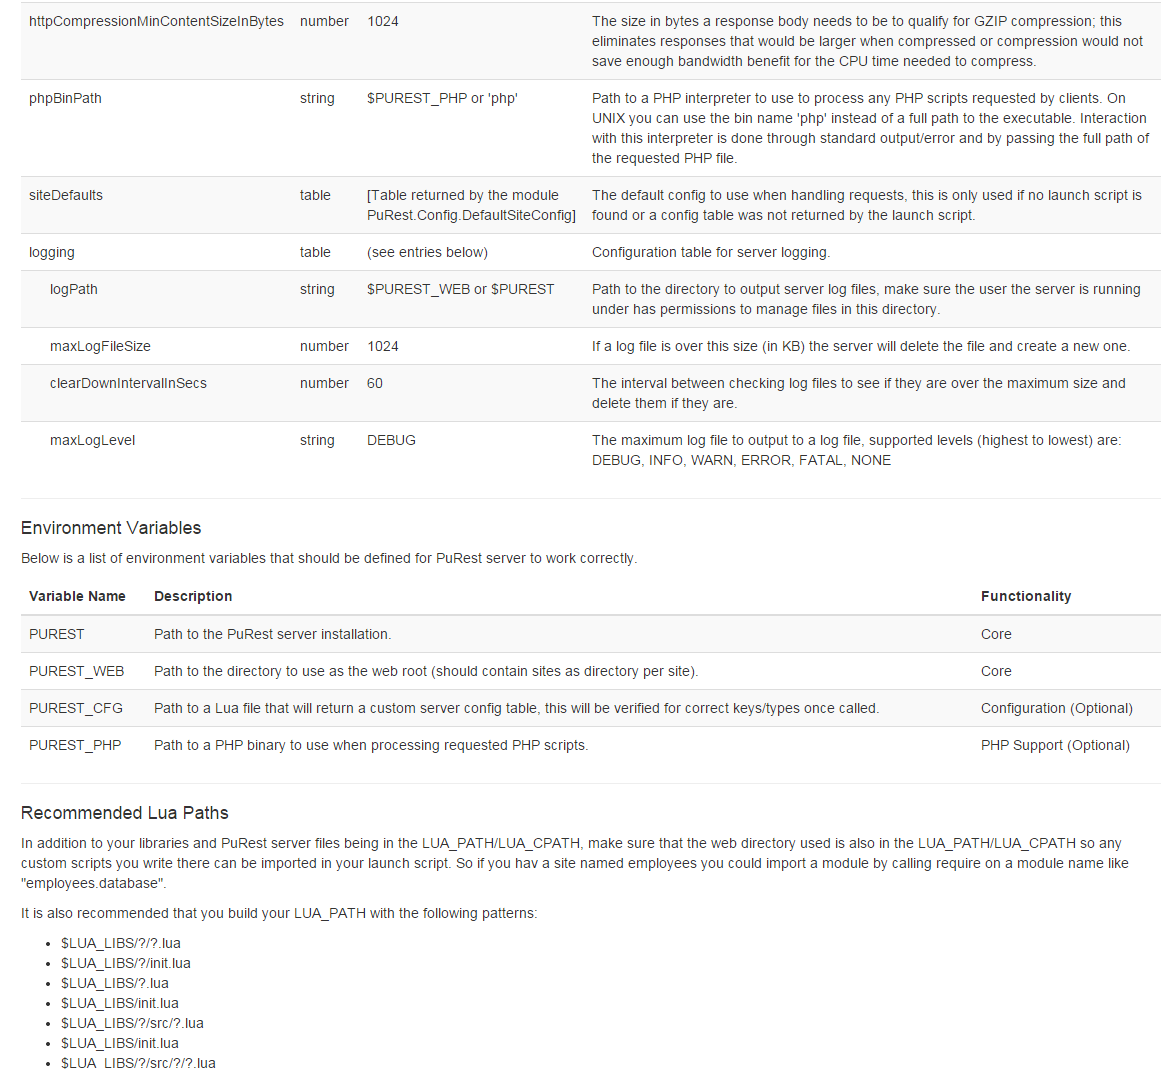 httpCompressionMinContentSizeInBytes number 1024 The size in bytes a response body needs to be to qualify for GZIP compression; this
eliminates responses that would be larger when compressed or compression would not
save enough bandwidth benefit for the CPU time needed to compress.
phpBinPath string $PUREST_PHP or 'php' Path to a PHP interpreter to use to process any PHP scripts requested by clients. On
UNIX you can use the bin name 'php' instead of a full path to the executable. Interaction
with this interpreter is done through standard output/error and by passing the full path of
the requested PHP file.
siteDefaults table [Table returned by the module The default config to use when handling requests, this is only used if no launch script is
PuRest.Config.DefaultSiteConfig] found or a config table was not returned by the launch script.
logging table (see entries below) Configuration table for server logging.
logPath string $PUREST_WEB or $PUREST Path to the directory to output server log files, make sure the user the server is running
under has permissions to manage files in this directory.
maxLogFileSize number 1024 If a log file is over this size (in KB) the server will delete the file and create a new one.
clearDownIntervalInSecs number 60 The interval between checking log files to see if they are over the maximum size and
delete them if they are.
maxLogLevel string DEBUG The maximum log file to output to a log file, supported levels (highest to lowest) are:
DEBUG, INFO, WARN, ERROR, FATAL, NONE
Environment Variables
Below is a list of environment variables that should be defined for PuRest server to work correctly.
Variable Name Description Functionality
PUREST Path to the PuRest server installation. Core
PUREST_WEB Path to the directory to use as the web root (should contain sites as directory per site). Core
PUREST_CFG Path to a Lua file that will return a custom server config table, this will be verified for correct keys/types once called. Configuration (Optional)
PUREST_PHP Path to a PHP binary to use when processing requested PHP scripts. PHP Support (Optional)
Recommended Lua Paths
In addition to your libraries and PuRest server files being in the LUA_PATH/LUA_CPATH, make sure that the web directory used is also in the LUA_PATH/LUA_CPATH so any
custom scripts you write there can be imported in your launch script. So if you hav a site named employees you could import a module by calling require on a module name like
"employees.database".
It is also recommended that you build your LUA_PATH with the following patterns:
• $LUA_LIBS/?/?.lua
• $LUA_LIBS/?/init.lua
• $LUA_LIBS/?.lua
• $LUA_LIBS/init.lua
• $LUA_LIBS/?/src/?.lua
• $LUA_LIBS/init.lua
• $LUA_LIBS/?/src/?/?.lua